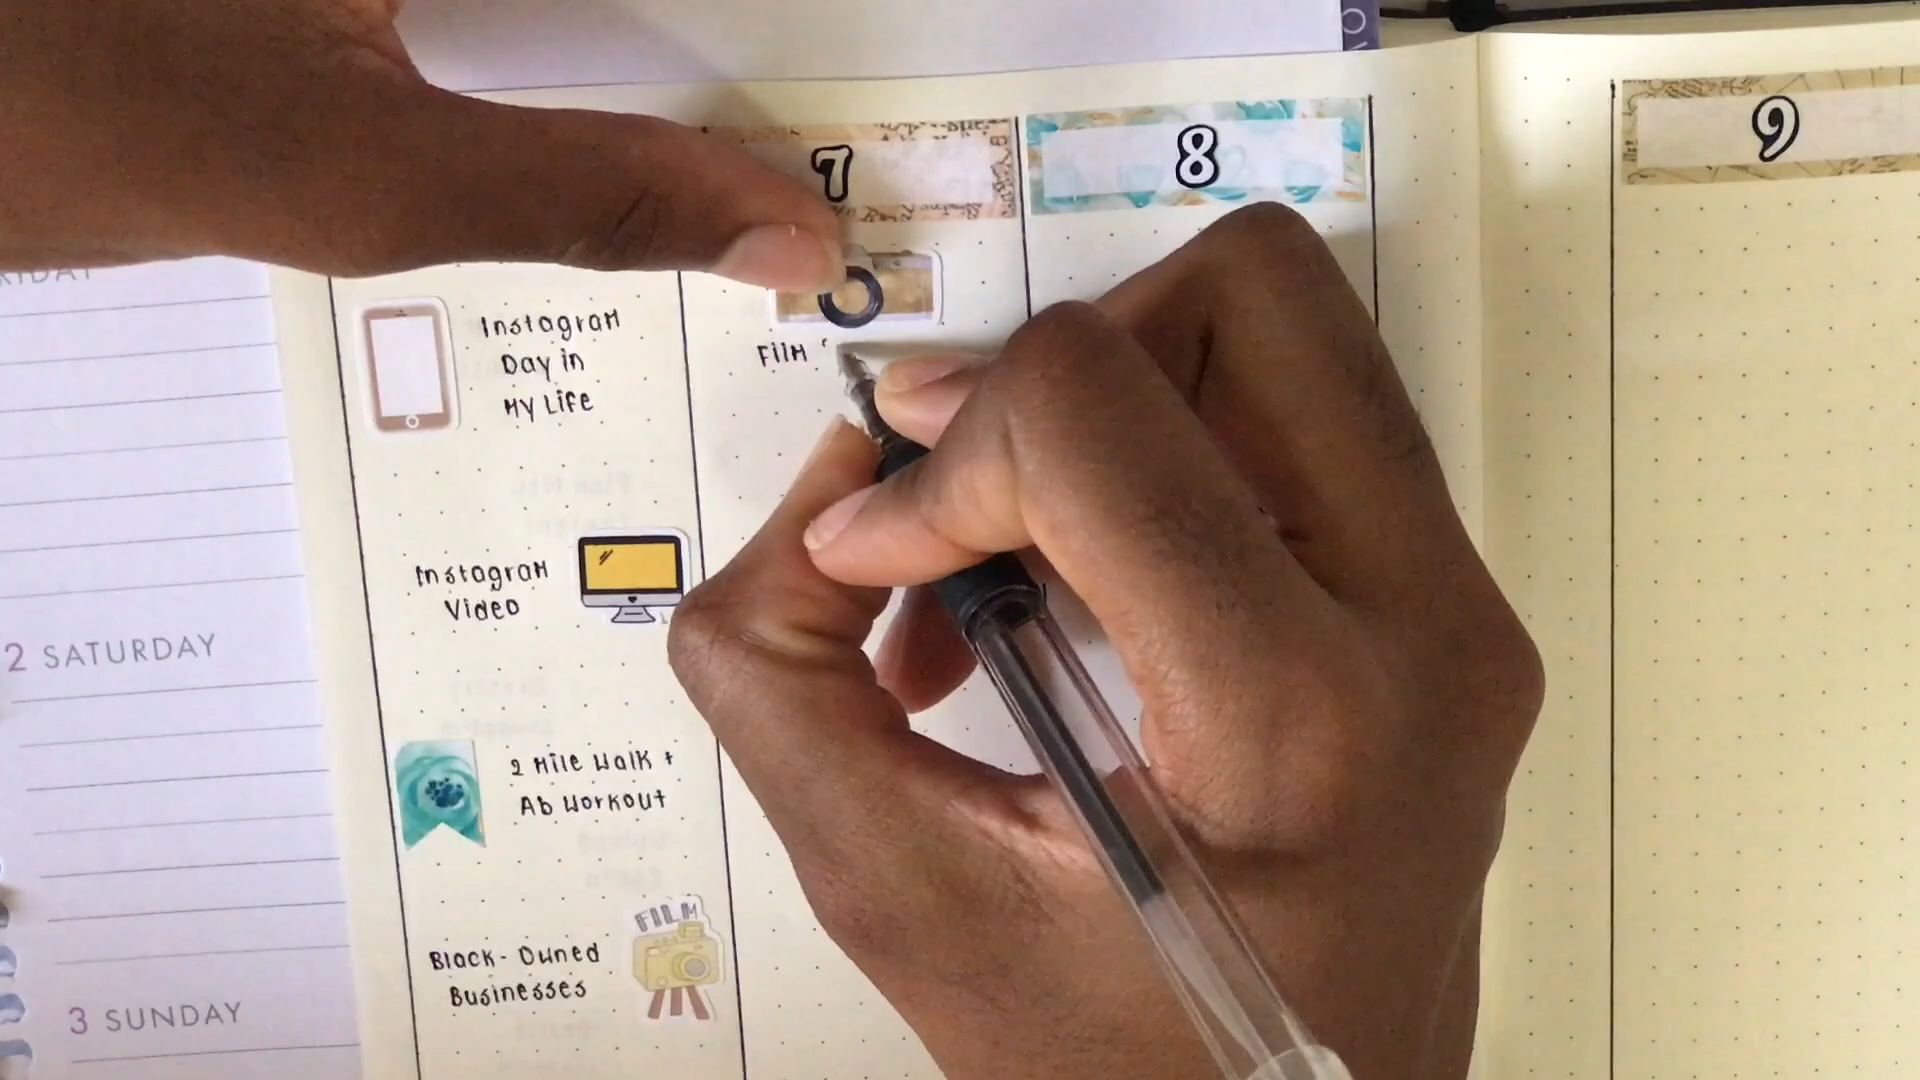 7
8
9
Instagram
Day in
My Life
Film
Instagram
Video
2 SATURDAY
2 Mile Walk +
Ab Workout
FILM
Black-Owned
Businesses
3 SUNDAY